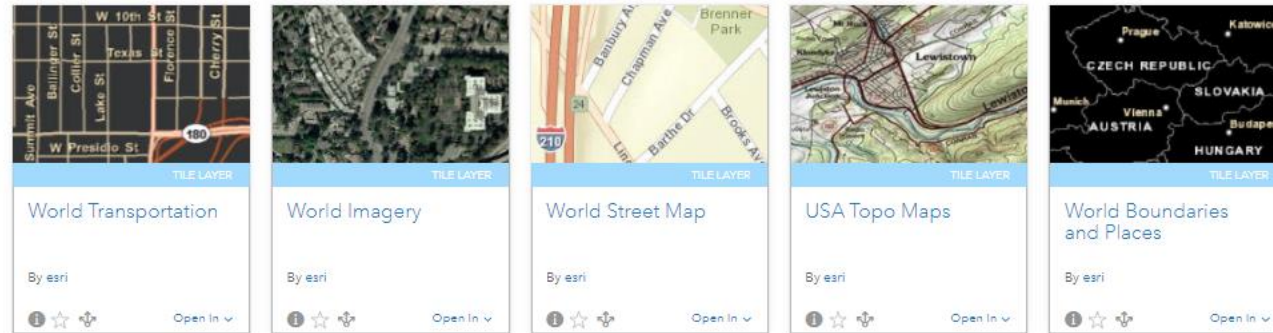 W 10th St
Ballinger St
Collier St
Texas St
Florence St
Cherry St
Lake St
Summit Ave
180
W Presidio St
TILE LAYER
World Transportation
By esri
Open In
TILE LAYER
World Imagery
By esri
Open In
Brenner
Park
Banbury
Chapman Ave
24
210
Barthe Dr
Brooks Av
TILE LAYER
World Street Map
By esri
Open In
Lewistown
TILE LAYER
USA Topo Maps
By esri
Open In
Prague
Katowice
CZECH REPUBLIC
SLOVAKIA
Munich
Vienna
AUSTRIA
Budape
HUNGARY
TILE LAYER
World Boundaries
and Places
By esri
Open In